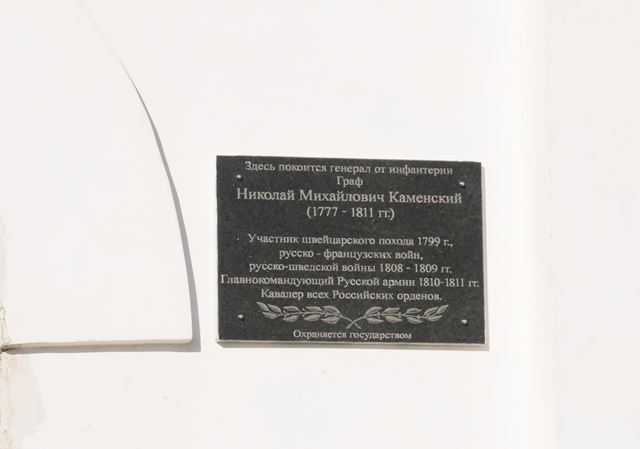 Здесь покоится генерал от инфантерии
Граф
Николай Михайлович Каменский
(1777 - 1811 гг.)
Участник швейцарского похода 1799 г.,
русско - французских войн,
русско-шведской войны 1808 - 1809 гг.
Главнокомандующий Русской армии 1810-1811 гг.
Кавалер всех Российских орденов.
Охраняется государством